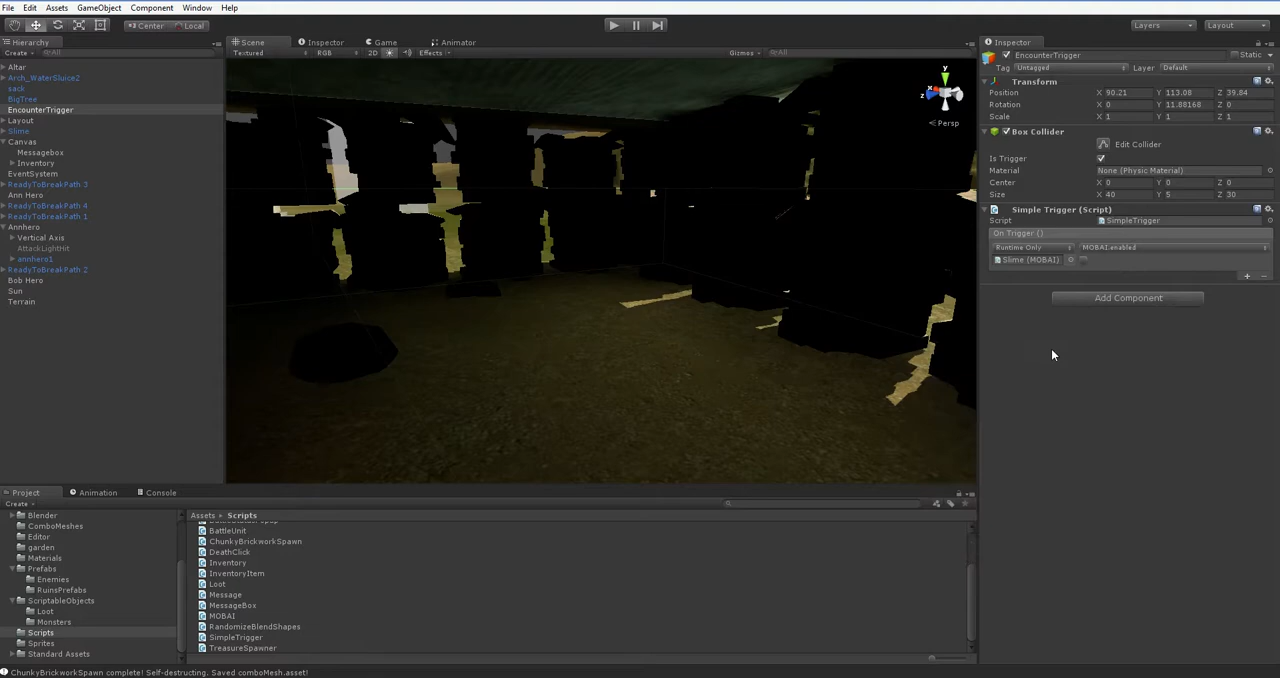 File Edit Assets GameObject Component Window Help
Center Local Layers Layout
Hierarchy Scene Inspector Game Animator Inspector
Create All Textured RGB 2D Effects Gizmos All EncounterTrigger Static
Tag Untagged Layer Default
Altar
Arch_WaterSluice2
sack
BigTree
EncounterTrigger
Layout
Slime
Canvas
Messagebox
Inventory
EventSystem
ReadyToBreakPath 3
Ann Hero
ReadyToBreakPath 4
ReadyToBreakPath 1
Annhero
Vertical Axis
AttackLightHit
annhero1
ReadyToBreakPath 2
Bob Hero
Sun
Terrain
y
x
z
Persp
Transform
Position X 90.21 Y 113.08 Z 39.84
Rotation X 0 Y 11.88168 Z 0
Scale X 1 Y 1 Z 1
Box Collider
Edit Collider
Is Trigger
Material None (Physic Material)
Center X 0 Y 0 Z 0
Size X 40 Y 5 Z 30
Simple Trigger (Script)
Script SimpleTrigger
On Trigger ()
Runtime Only MOBAI.enabled
Slime (MOBAI)
+ −
Add Component
Project Animation Console
Create
Blender
ComboMeshes
Editor
garden
Materials
Prefabs
Enemies
RuinsPrefabs
ScriptableObjects
Loot
Monsters
Scripts
Sprites
Standard Assets
Assets Scripts
BattleUnit
ChunkyBrickworkSpawn
DeathClick
Inventory
InventoryItem
Loot
Message
MessageBox
MOBAI
RandomizeBlendShapes
SimpleTrigger
TreasureSpawner
ChunkyBrickworkSpawn complete! Self-destructing. Saved comboMesh.asset!